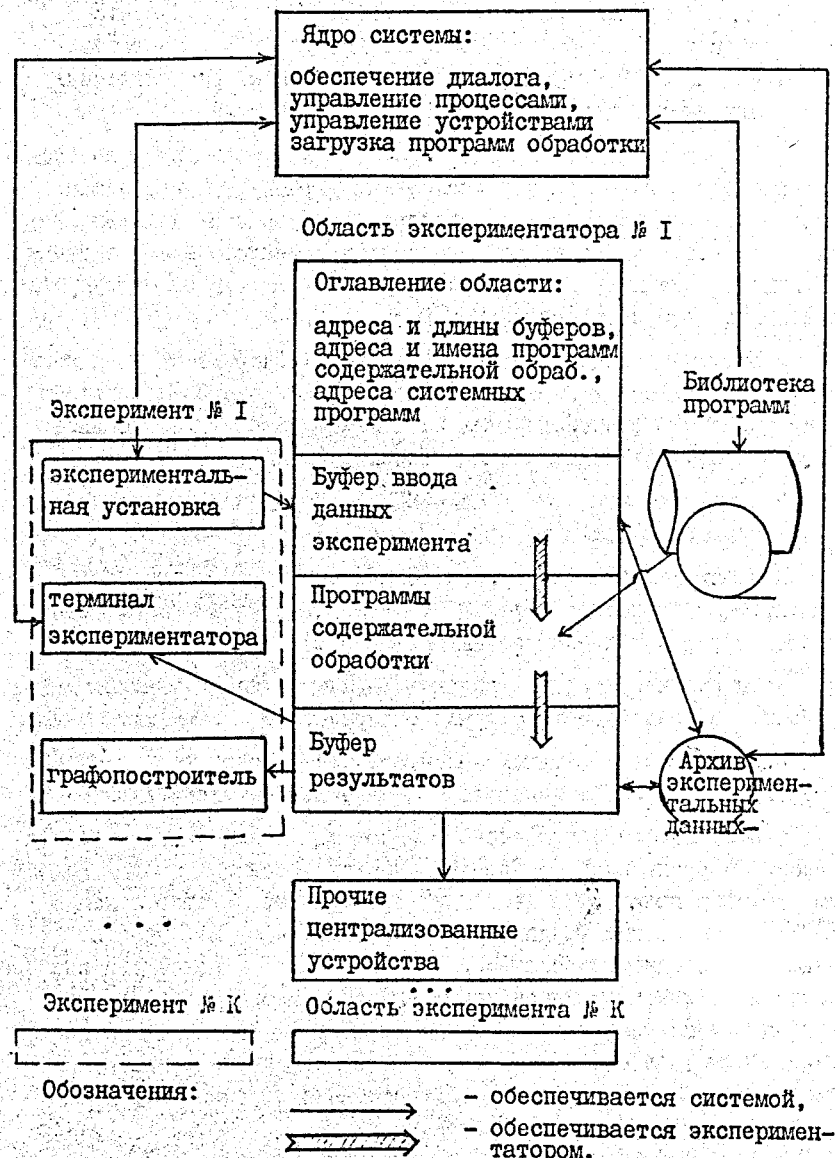 Ядро системы:
обеспечение диалога,
управление процессами,
управление устройствами
загрузка программ обработки
Область экспериментатора № I
Оглавление области:
адреса и длины буферов,
адреса и имена программ
содержательной обраб.,
адреса системных
программ
Библиотека
программ
Эксперимент № I
эксперименталь-
ная установка
Буфер ввода
данных
эксперимента
терминал
экспериментатора
Программы
содержательной
обработки
графопостроитель
Буфер
результатов
Архив
эксперимен-
тальных
данных
Прочие
централизованные
устройства
. . .
. . .
Эксперимент № К
Область эксперимента № К
Обозначения:
- обеспечивается системой,
- обеспечивается эксперимен-
татором.